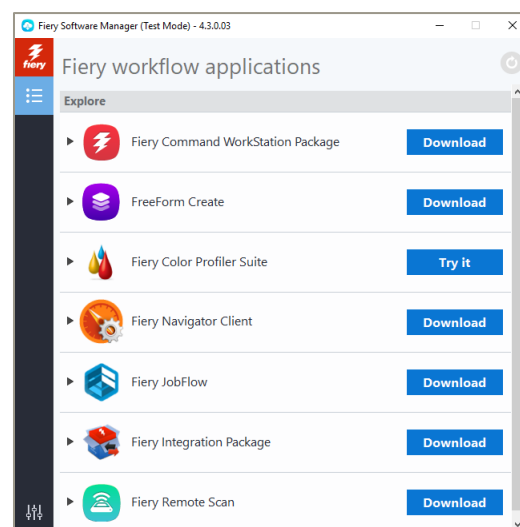 Fiery Software Manager (Test Mode) - 4.3.0.03
fiery
Fiery workflow applications
Explore
Fiery Command WorkStation Package Download
FreeForm Create Download
Fiery Color Profiler Suite Try it
Fiery Navigator Client Download
Fiery JobFlow Download
Fiery Integration Package Download
Fiery Remote Scan Download